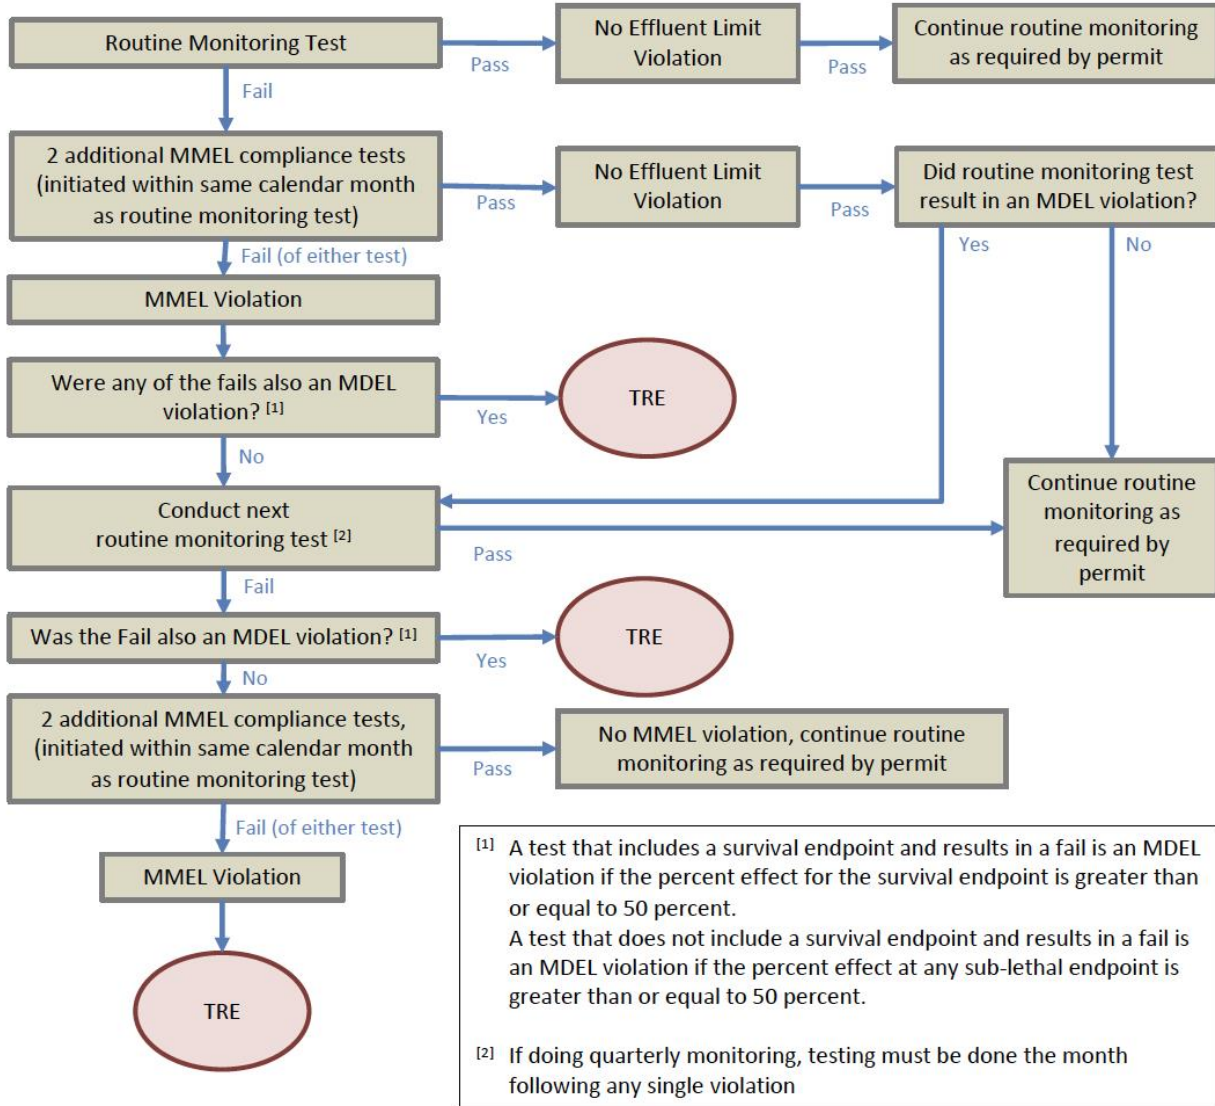 Routine Monitoring Test
Pass
No Effluent Limit
Violation
Pass
Continue routine monitoring
as required by permit
Fail
2 additional MMEL compliance tests
(initiated within same calendar month
as routine monitoring test)
Pass
No Effluent Limit
Violation
Pass
Did routine monitoring test
result in an MDEL violation?
Yes
No
Fail (of either test)
MMEL Violation
Were any of the fails also an MDEL
violation? [1]
Yes
TRE
No
Conduct next
routine monitoring test [2]
Pass
Continue routine
monitoring as
required by
permit
Fail
Was the Fail also an MDEL violation? [1]
Yes
TRE
No
2 additional MMEL compliance tests,
(initiated within same calendar month
as routine monitoring test)
Pass
No MMEL violation, continue routine
monitoring as required by permit
Fail (of either test)
MMEL Violation
TRE
[1] A test that includes a survival endpoint and results in a fail is an MDEL
violation if the percent effect for the survival endpoint is greater than
or equal to 50 percent.
A test that does not include a survival endpoint and results in a fail is
an MDEL violation if the percent effect at any sub-lethal endpoint is
greater than or equal to 50 percent.
[2] If doing quarterly monitoring, testing must be done the month
following any single violation